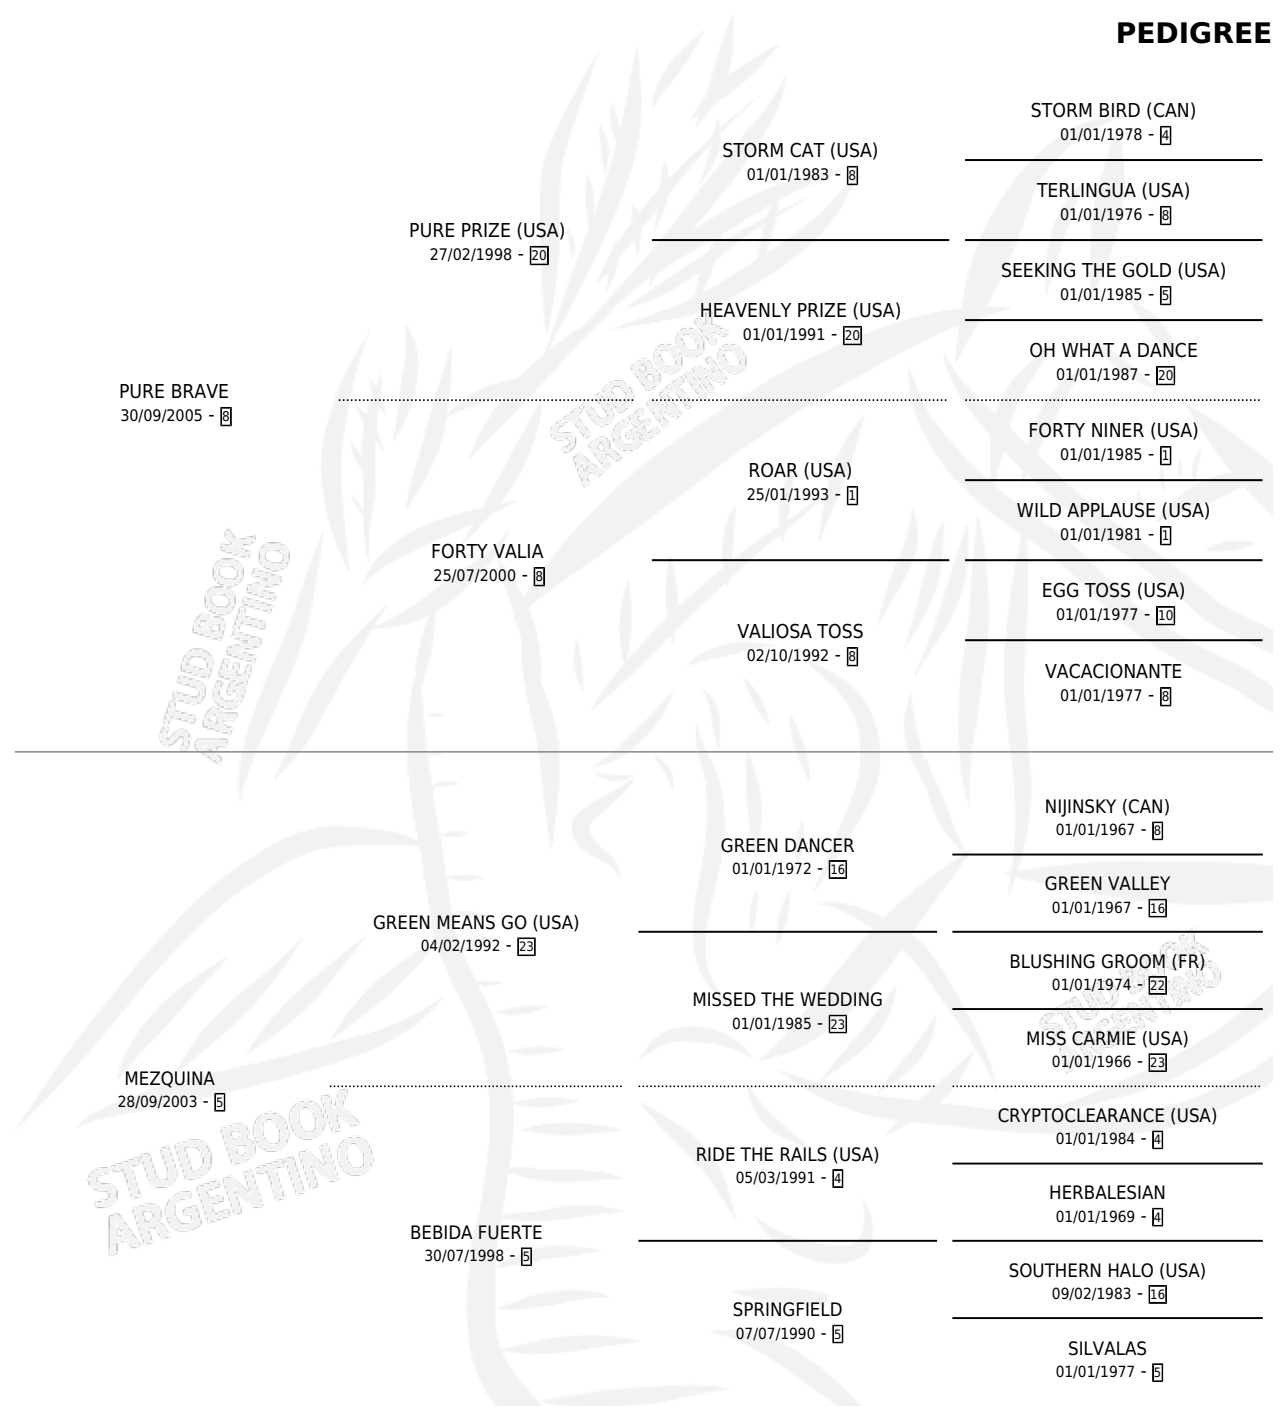 PEDIGREE
STORM BIRD (CAN)
01/01/1978 - 4
STORM CAT (USA)
01/01/1983 - 8
TERLINGUA (USA)
01/01/1976 - 8
PURE PRIZE (USA)
27/02/1998 - 20
SEEKING THE GOLD (USA)
01/01/1985 - 5
HEAVENLY PRIZE (USA)
01/01/1991 - 20
OH WHAT A DANCE
01/01/1987 - 20
PURE BRAVE
30/09/2005 - 8
STUD BOOK
ARGENTINO
FORTY NINER (USA)
01/01/1985 - 1
ROAR (USA)
25/01/1993 - 1
WILD APPLAUSE (USA)
01/01/1981 - 1
FORTY VALIA
25/07/2000 - 8
EGG TOSS (USA)
01/01/1977 - 10
VALIOSA TOSS
02/10/1992 - 8
VACACIONANTE
01/01/1977 - 8
STUD BOOK
ARGENTINO
NIJINSKY (CAN)
01/01/1967 - 8
GREEN DANCER
01/01/1972 - 16
GREEN VALLEY
01/01/1967 - 16
GREEN MEANS GO (USA)
04/02/1992 - 23
BLUSHING GROOM (FR)
01/01/1974 - 22
MISSED THE WEDDING
01/01/1985 - 23
STUD BOOK
ARGENTINO
MISS CARMIE (USA)
01/01/1966 - 23
MEZQUINA
28/09/2003 - 5
CRYPTOCLEARANCE (USA)
01/01/1984 - 4
RIDE THE RAILS (USA)
05/03/1991 - 4
STUD BOOK
ARGENTINO
HERBALESIAN
01/01/1969 - 4
BEBIDA FUERTE
30/07/1998 - 5
SOUTHERN HALO (USA)
09/02/1983 - 16
SPRINGFIELD
07/07/1990 - 5
SILVALAS
01/01/1977 - 5